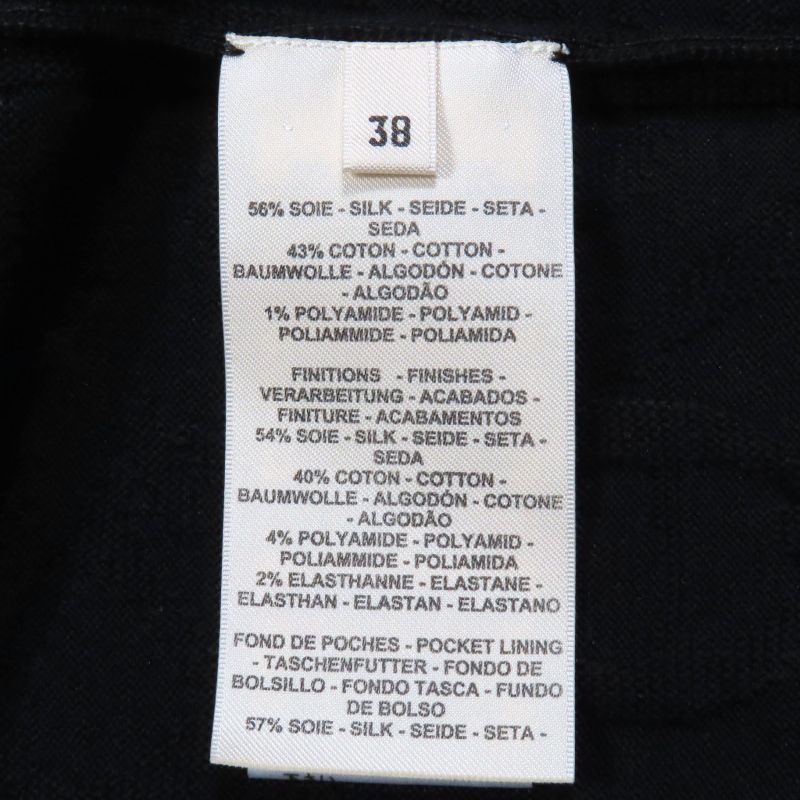 38
56% SOIE - SILK - SEIDE - SETA -
SEDA
43% COTON - COTTON -
BAUMWOLLE - ALGODÓN - COTONE
- ALGODÃO
1% POLYAMIDE - POLYAMID -
POLIAMMIDE - POLIAMIDA
FINITIONS - FINISHES -
VERARBEITUNG - ACABADOS -
FINITURE - ACABAMENTOS
54% SOIE - SILK - SEIDE - SETA -
SEDA
40% COTON - COTTON -
BAUMWOLLE - ALGODÓN - COTONE
- ALGODÃO
4% POLYAMIDE - POLYAMID -
POLIAMMIDE - POLIAMIDA
2% ELASTHANNE - ELASTANE -
ELASTHAN - ELASTAN - ELASTANO
FOND DE POCHES - POCKET LINING
- TASCHENFUTTER - FONDO DE
BOLSILLO - FONDO TASCA - FUNDO
DE BOLSO
57% SOIE - SILK - SEIDE - SETA -